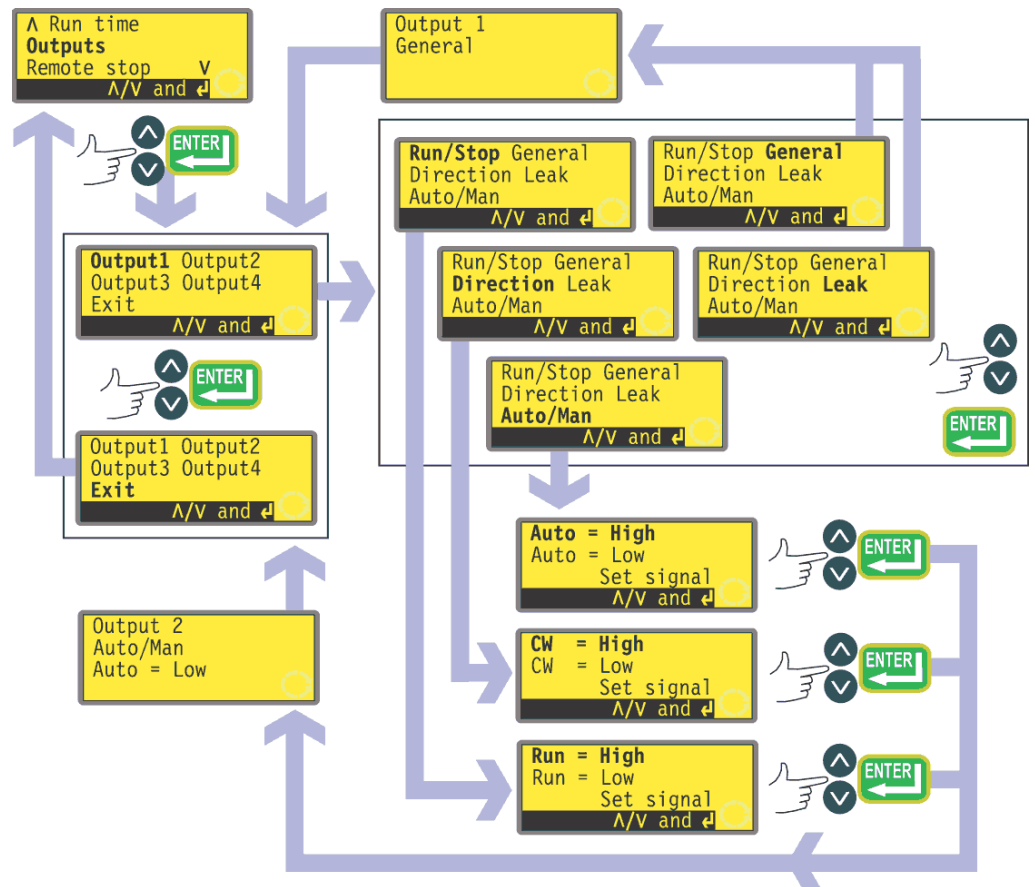 Λ Run time
Outputs
Remote stop V
Λ/V and ↵
ENTER
Output 1
General
Run/Stop General
Direction Leak
Auto/Man
Λ/V and ↵
Run/Stop General
Direction Leak
Auto/Man
Λ/V and ↵
Output1 Output2
Output3 Output4
Exit
Λ/V and ↵
Run/Stop General
Direction Leak
Auto/Man
Λ/V and ↵
Run/Stop General
Direction Leak
Auto/Man
Λ/V and ↵
ENTER
Run/Stop General
Direction Leak
Auto/Man
Λ/V and ↵
ENTER
Output1 Output2
Output3 Output4
Exit
Λ/V and ↵
Auto = High
Auto = Low
Set signal
Λ/V and ↵
ENTER
Output 2
Auto/Man
Auto = Low
CW = High
CW = Low
Set signal
Λ/V and ↵
ENTER
Run = High
Run = Low
Set signal
Λ/V and ↵
ENTER